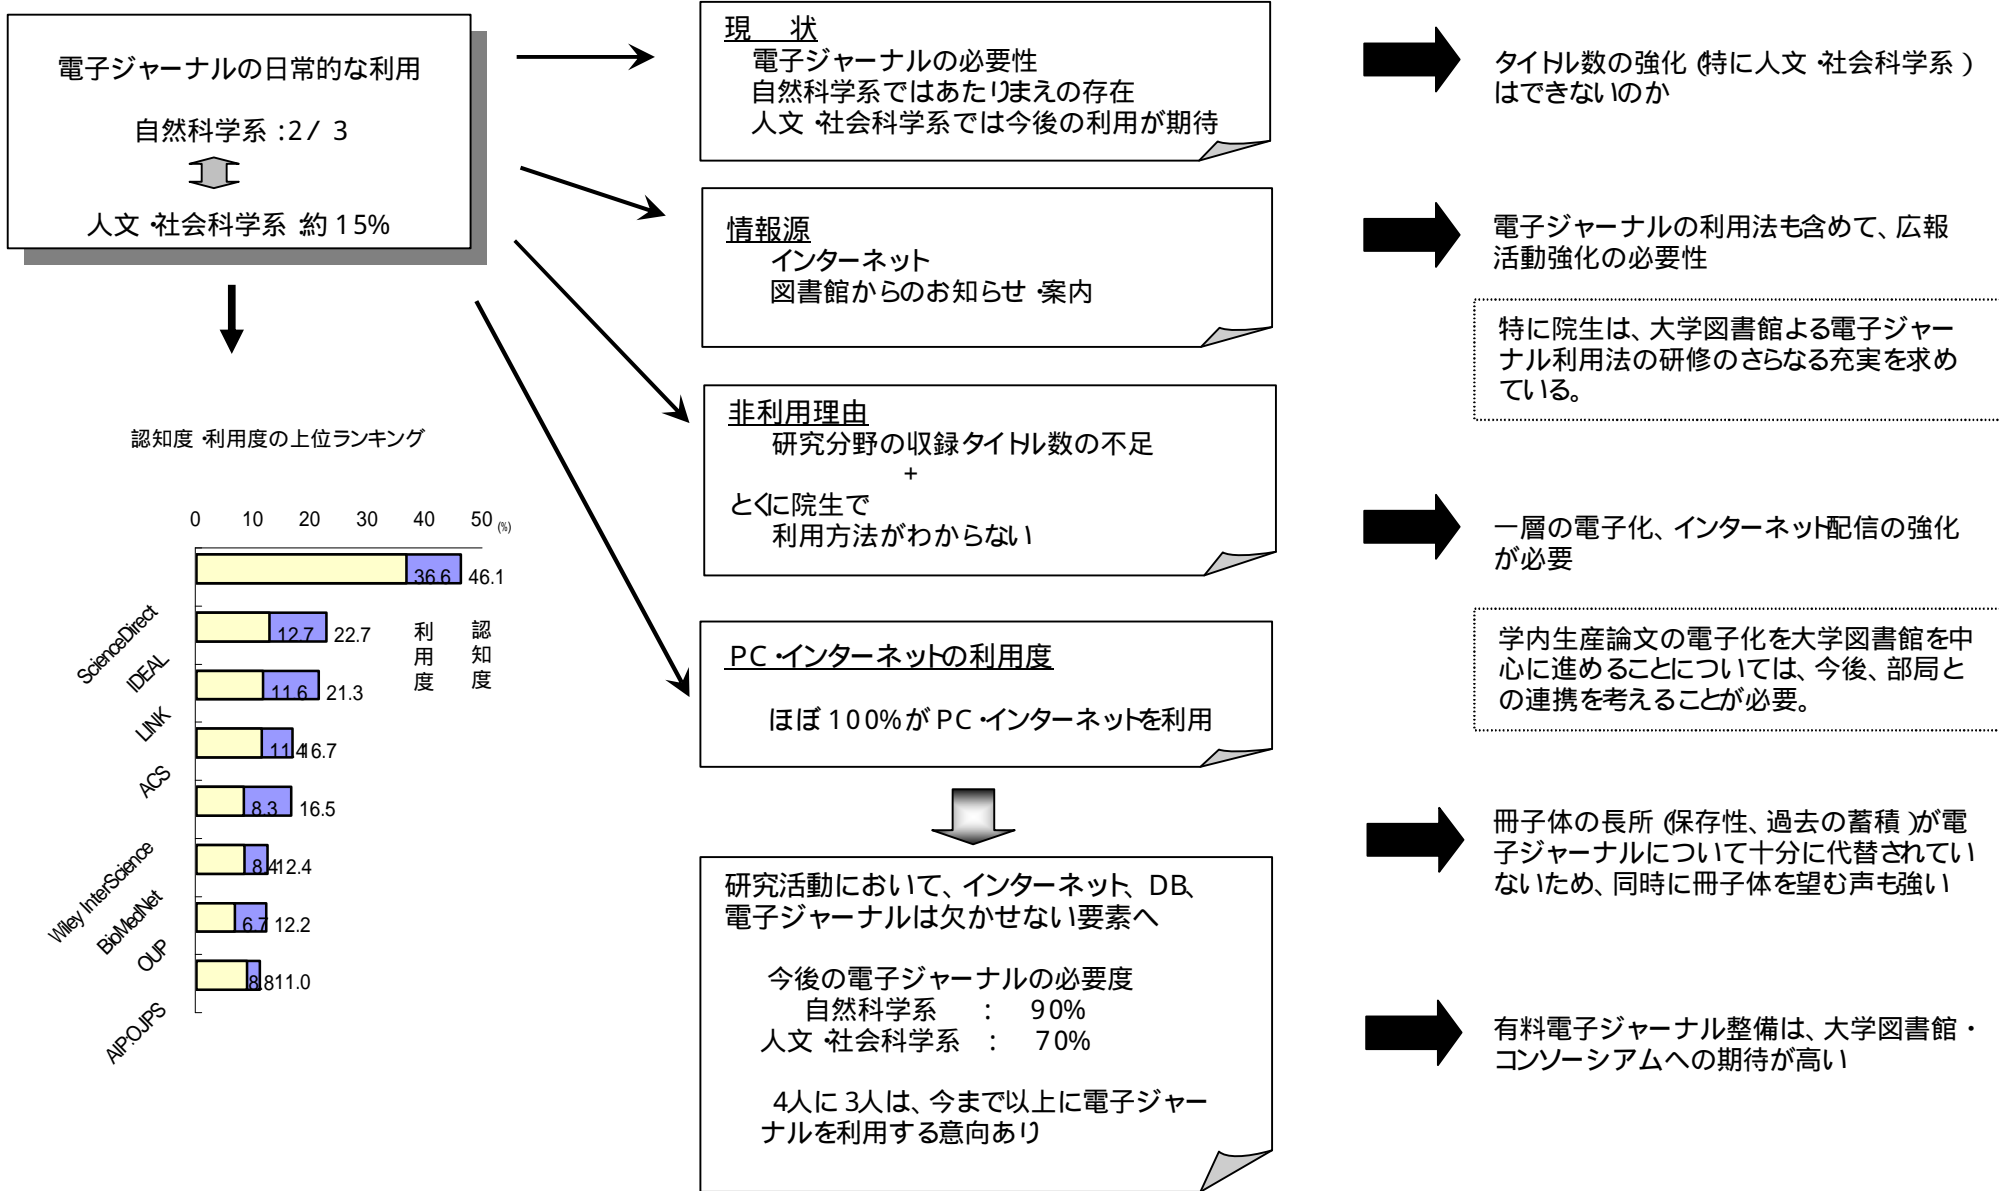 電子ジャーナルの日常的な利用
自然科学系：2/3
人文・社会科学系：約15%
認知度・利用度の上位ランキング
0 10 20 30 40 50 (%)
36.6 46.1
12.7 22.7
11.6 21.3
11.4 16.7
8.3 16.5
8.4 12.4
6.7 12.2
8.8 11.0
利用度
認知度
ScienceDirect
IDEAL
LINK
ACS
Wiley InterScience
BioMedNet
OUP
AIP:OJPS
現　状
電子ジャーナルの必要性
自然科学系ではあたりまえの存在
人文・社会科学系では今後の利用が期待
情報源
インターネット
図書館からのお知らせ・案内
非利用理由
研究分野の収録タイトル数の不足
+
とくに院生で
利用方法がわからない
PC・インターネットの利用度
ほぼ100%がPC・インターネットを利用
研究活動において、インターネット、DB、
電子ジャーナルは欠かせない要素へ
今後の電子ジャーナルの必要度
自然科学系　：　90%
人文・社会科学系　：　70%
4人に3人は、今まで以上に電子ジャー
ナルを利用する意向あり
タイトル数の強化（特に人文・社会科学系）
はできないのか
電子ジャーナルの利用法も含めて、広報
活動強化の必要性
特に院生は、大学図書館よる電子ジャー
ナル利用法の研修のさらなる充実を求め
ている。
一層の電子化、インターネット配信の強化
が必要
学内生産論文の電子化を大学図書館を中
心に進めることについては、今後、部局と
の連携を考えることが必要。
冊子体の長所（保存性、過去の蓄積）が電
子ジャーナルについて十分に代替されてい
ないため、同時に冊子体を望む声も強い
有料電子ジャーナル整備は、大学図書館・
コンソーシアムへの期待が高い